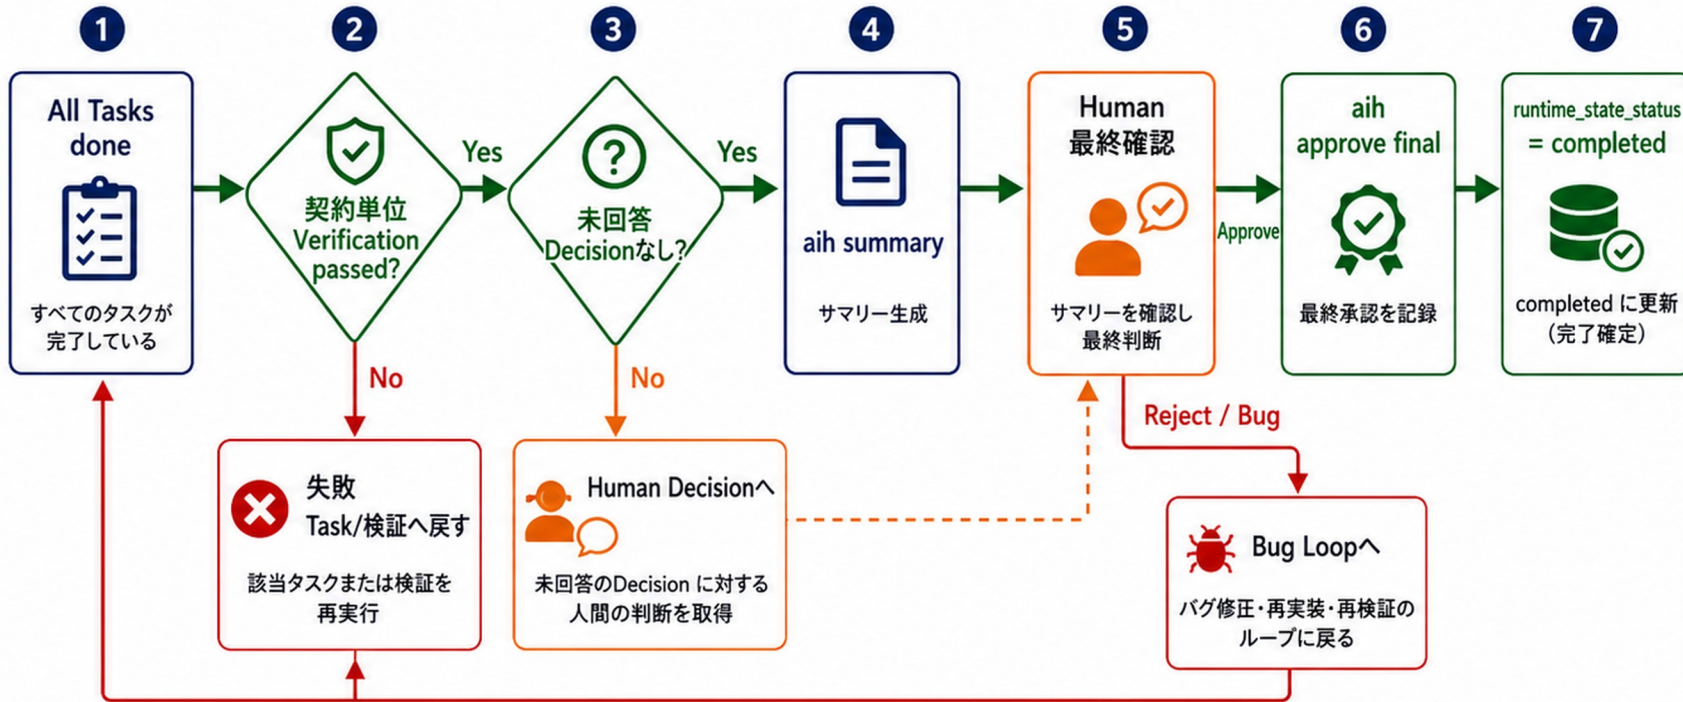 1
2
3
4
5
6
7
All Tasks
done
すべてのタスクが
完了している
契約単位
Verification
passed?
Yes
No
未回答
Decisionなし?
Yes
No
aih summary
サマリー生成
Human
最終確認
サマリーを確認し
最終判断
Approve
Reject / Bug
aih
approve final
最終承認を記録
runtime_state_status
= completed
completed に更新
(完了確定)
失敗
Task/検証へ戻す
該当タスクまたは検証を
再実行
Human Decisionへ
未回答のDecision に対する
人間の判断を取得
Bug Loopへ
バグ修正・再実装・再検証の
ループに戻る